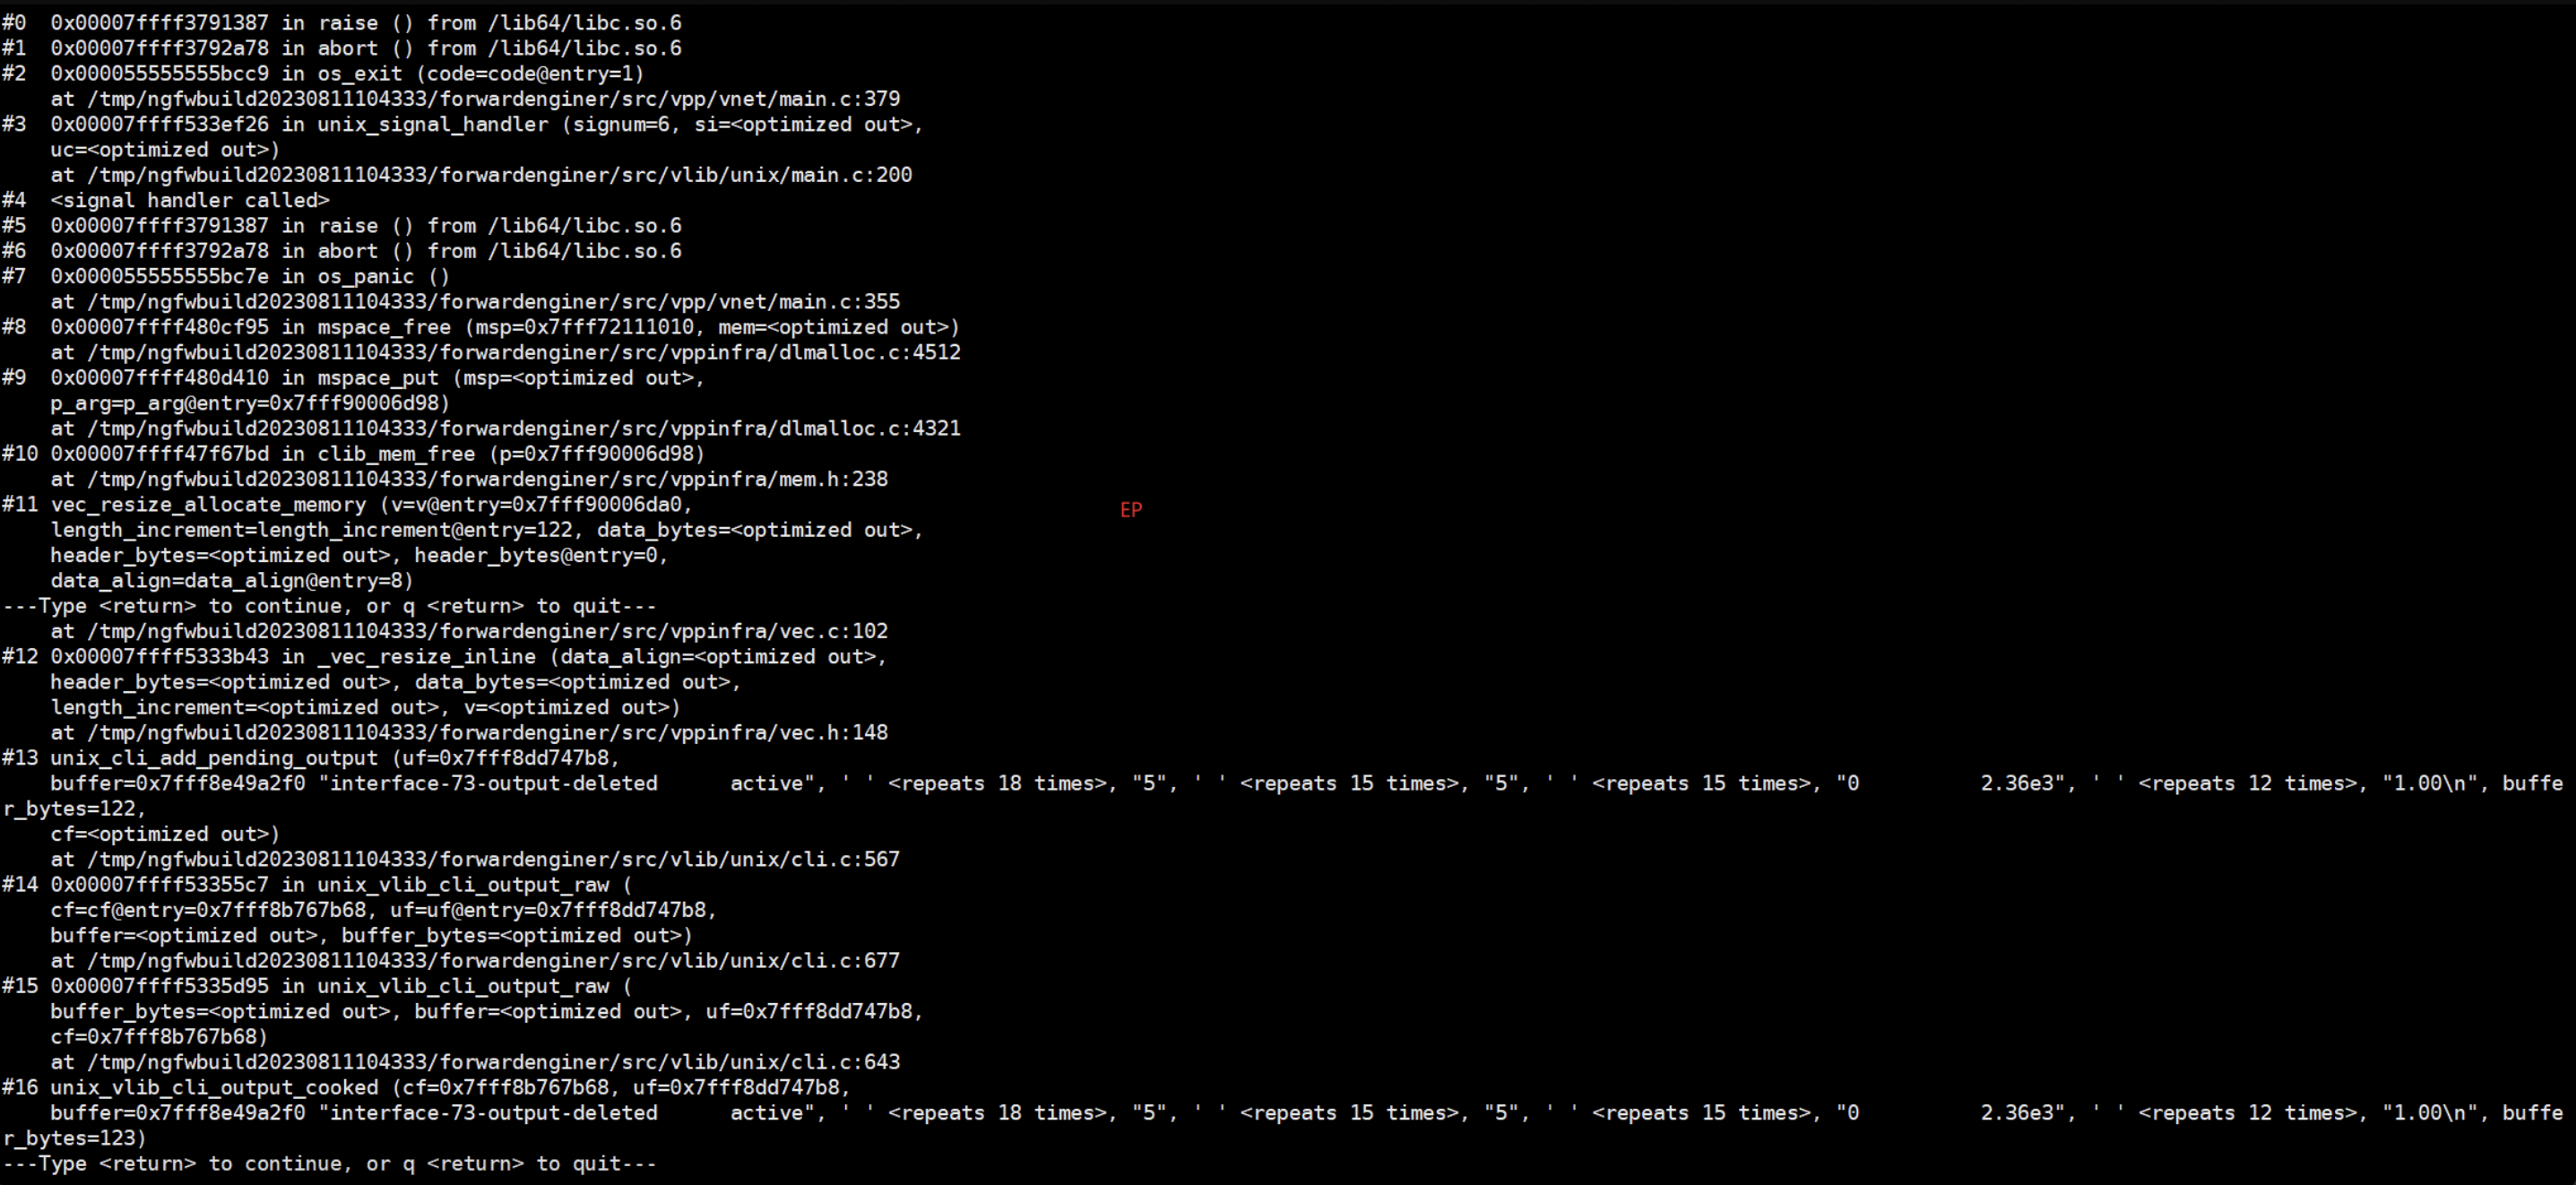 #0  0x00007ffff3791387 in raise () from /lib64/libc.so.6
#1  0x00007ffff3792a78 in abort () from /lib64/libc.so.6
#2  0x000055555555bcc9 in os_exit (code=code@entry=1)
    at /tmp/ngfwbuild20230811104333/forwardenginer/src/vpp/vnet/main.c:379
#3  0x00007ffff533ef26 in unix_signal_handler (signum=6, si=<optimized out>,
    uc=<optimized out>)
    at /tmp/ngfwbuild20230811104333/forwardenginer/src/vlib/unix/main.c:200
#4  <signal handler called>
#5  0x00007ffff3791387 in raise () from /lib64/libc.so.6
#6  0x00007ffff3792a78 in abort () from /lib64/libc.so.6
#7  0x000055555555bc7e in os_panic ()
    at /tmp/ngfwbuild20230811104333/forwardenginer/src/vpp/vnet/main.c:355
#8  0x00007ffff480cf95 in mspace_free (msp=0x7fff72111010, mem=<optimized out>)
    at /tmp/ngfwbuild20230811104333/forwardenginer/src/vppinfra/dlmalloc.c:4512
#9  0x00007ffff480d410 in mspace_put (msp=<optimized out>,
    p_arg=p_arg@entry=0x7fff90006d98)
    at /tmp/ngfwbuild20230811104333/forwardenginer/src/vppinfra/dlmalloc.c:4321
#10 0x00007ffff47f67bd in clib_mem_free (p=0x7fff90006d98)
    at /tmp/ngfwbuild20230811104333/forwardenginer/src/vppinfra/mem.h:238
#11 vec_resize_allocate_memory (v=v@entry=0x7fff90006da0,
EP
    length_increment=length_increment@entry=122, data_bytes=<optimized out>,
    header_bytes=<optimized out>, header_bytes@entry=0,
    data_align=data_align@entry=8)
---Type <return> to continue, or q <return> to quit---
    at /tmp/ngfwbuild20230811104333/forwardenginer/src/vppinfra/vec.c:102
#12 0x00007ffff5333b43 in _vec_resize_inline (data_align=<optimized out>,
    header_bytes=<optimized out>, data_bytes=<optimized out>,
    length_increment=<optimized out>, v=<optimized out>)
    at /tmp/ngfwbuild20230811104333/forwardenginer/src/vppinfra/vec.h:148
#13 unix_cli_add_pending_output (uf=0x7fff8dd747b8,
    buffer=0x7fff8e49a2f0 "interface-73-output-deleted      active", ' ' <repeats 18 times>, "5", ' ' <repeats 15 times>, "5", ' ' <repeats 15 times>, "0          2.36e3", ' ' <repeats 12 times>, "1.00\n", buffe
r_bytes=122,
    cf=<optimized out>)
    at /tmp/ngfwbuild20230811104333/forwardenginer/src/vlib/unix/cli.c:567
#14 0x00007ffff53355c7 in unix_vlib_cli_output_raw (
    cf=cf@entry=0x7fff8b767b68, uf=uf@entry=0x7fff8dd747b8,
    buffer=<optimized out>, buffer_bytes=<optimized out>)
    at /tmp/ngfwbuild20230811104333/forwardenginer/src/vlib/unix/cli.c:677
#15 0x00007ffff5335d95 in unix_vlib_cli_output_raw (
    buffer_bytes=<optimized out>, buffer=<optimized out>, uf=0x7fff8dd747b8,
    cf=0x7fff8b767b68)
    at /tmp/ngfwbuild20230811104333/forwardenginer/src/vlib/unix/cli.c:643
#16 unix_vlib_cli_output_cooked (cf=0x7fff8b767b68, uf=0x7fff8dd747b8,
    buffer=0x7fff8e49a2f0 "interface-73-output-deleted      active", ' ' <repeats 18 times>, "5", ' ' <repeats 15 times>, "5", ' ' <repeats 15 times>, "0          2.36e3", ' ' <repeats 12 times>, "1.00\n", buffe
r_bytes=123)
---Type <return> to continue, or q <return> to quit---